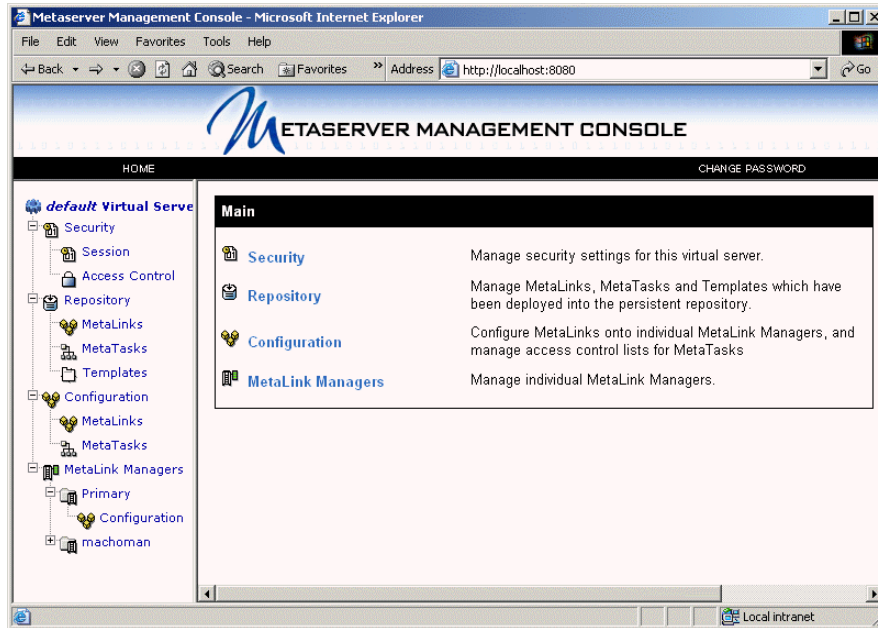 Metaserver Management Console - Microsoft Internet Explorer
File Edit View Favorites Tools Help
Back Search Favorites » Address http://localhost:8080 Go
METASERVER MANAGEMENT CONSOLE
HOME CHANGE PASSWORD
default Virtual Serve
Security
Session
Access Control
Repository
MetaLinks
MetaTasks
Templates
Configuration
MetaLinks
MetaTasks
MetaLink Managers
Primary
Configuration
machoman
Main
Security Manage security settings for this virtual server.
Repository Manage MetaLinks, MetaTasks and Templates which have
been deployed into the persistent repository.
Configuration Configure MetaLinks onto individual MetaLink Managers, and
manage access control lists for MetaTasks
MetaLink Managers Manage individual MetaLink Managers.
Local intranet